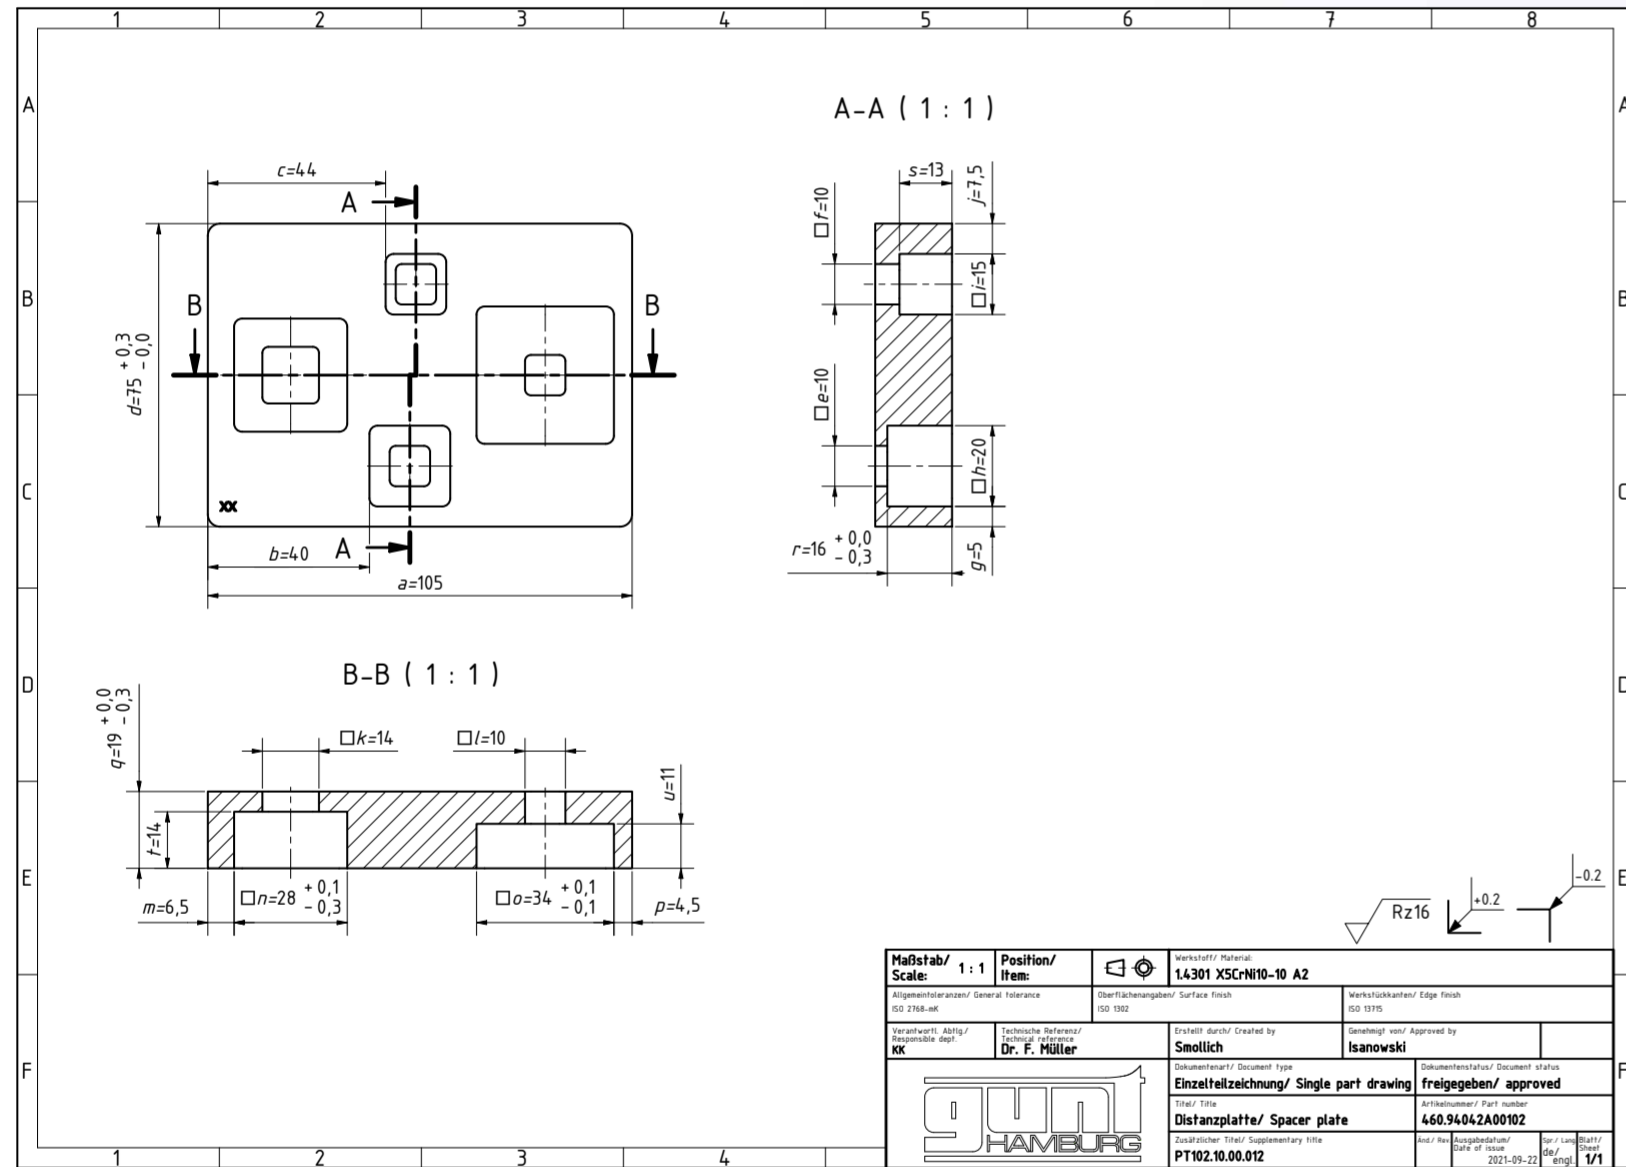 1 2 3 4 5 6 7 8
A A
B B
C C
D D
E E
F F
1 2 3 4
A-A ( 1 : 1 )
c=44
A
B B
d=75 +0,3 -0,0
xx
b=40
A
a=105
□f=10
s=13
j=7,5
□i=15
□e=10
□h=20
r=16 +0,0 -0,3
g=5
B-B ( 1 : 1 )
q=19 +0,0 -0,3
□k=14
□l=10
u=11
t=14
m=6,5
□n=28 +0,1 -0,3
□o=34 +0,1 -0,1
p=4,5
Rz16
+0.2
-0.2
Maßstab/ Scale: 1 : 1
Position/ Item:
Werkstoff/ Material:
1.4301 X5CrNi10-10 A2
Allgemeintoleranzen/ General tolerance
ISO 2768-mK
Oberflächenangaben/ Surface finish
ISO 1302
Werkstückkanten/ Edge finish
ISO 13715
Verantwortl. Abtlg./ Responsible dept.
KK
Technische Referenz/ Technical reference
Dr. F. Müller
Erstellt durch/ Created by
Smollich
Genehmigt von/ Approved by
Isanowski
gunt
HAMBURG
Dokumentenart/ Document type
Einzelteilzeichnung/ Single part drawing
Dokumentenstatus/ Document status
freigegeben/ approved
Titel/ Title
Distanzplatte/ Spacer plate
Artikelnummer/ Part number
460.94042A00102
Zusätzlicher Titel/ Supplementary title
PT102.10.00.012
Änd./ Rev
Ausgabedatum/ Date of issue
2021-09-22
Spr./ Lang
de/ engl.
Blatt/ Sheet
1/1